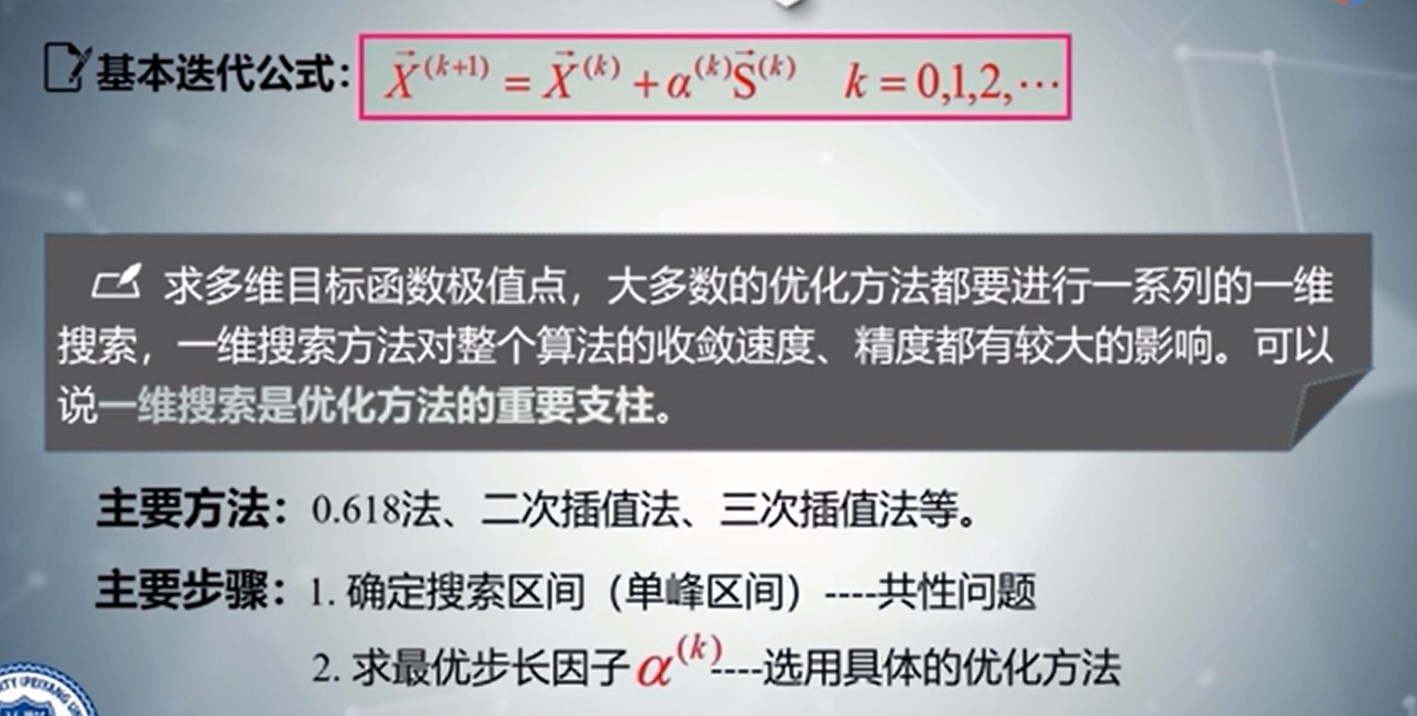 基本迭代公式： X⃗^(k+1) = X⃗^(k) + α^(k)S⃗^(k)  k = 0,1,2,⋯
求多维目标函数极值点，大多数的优化方法都要进行一系列的一维
搜索，一维搜索方法对整个算法的收敛速度、精度都有较大的影响。可以
说一维搜索是优化方法的重要支柱。
主要方法：0.618法、二次插值法、三次插值法等。
主要步骤：1. 确定搜索区间（单峰区间）----共性问题
2. 求最优步长因子 α^(k)----选用具体的优化方法